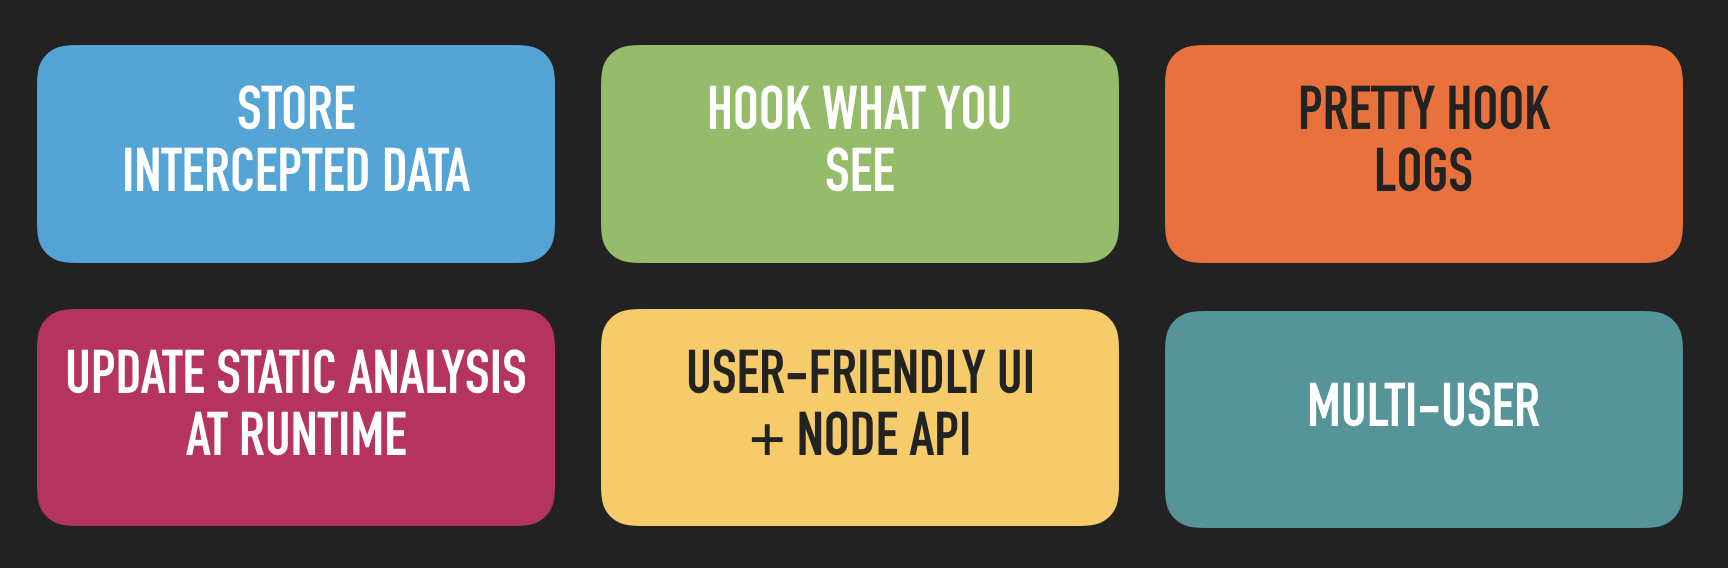 STORE
INTERCEPTED DATA
HOOK WHAT YOU
SEE
PRETTY HOOK
LOGS
UPDATE STATIC ANALYSIS
AT RUNTIME
USER-FRIENDLY UI
+ NODE API
MULTI-USER